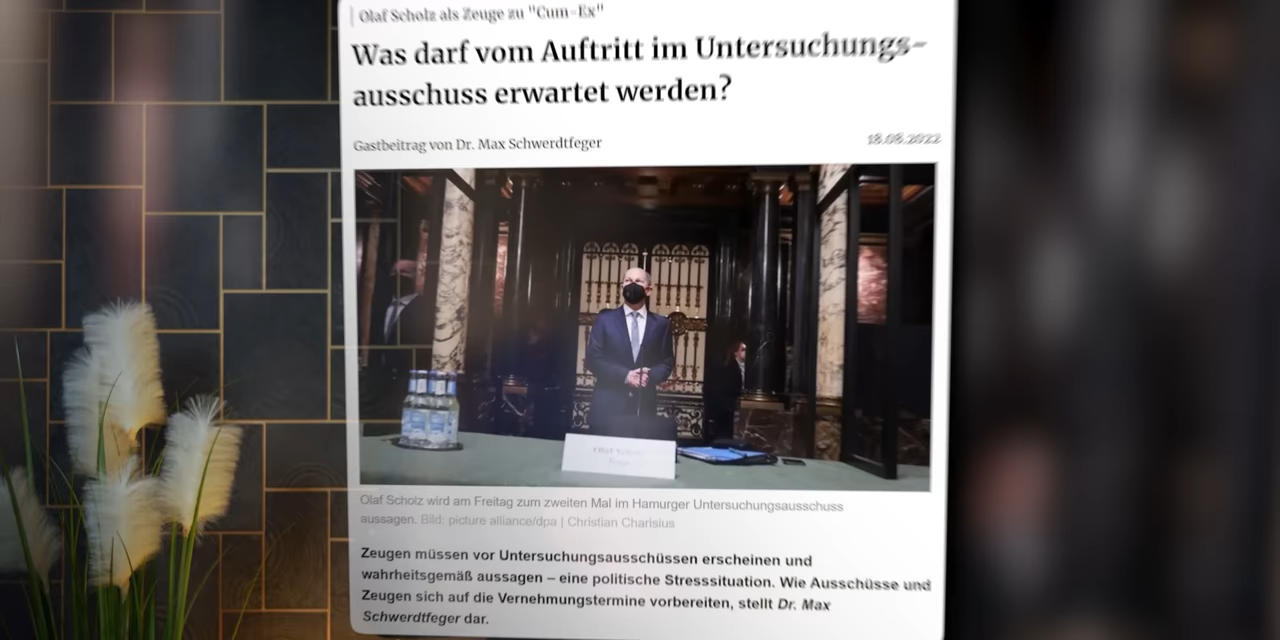 Olaf Scholz als Zeuge zu "Cum-Ex"
Was darf vom Auftritt im Untersuchungs-
ausschuss erwartet werden?
Gastbeitrag von Dr. Max Schwerdtfeger
18.08.2022
Olaf Scholz wird am Freitag zum zweiten Mal im Hamurger Untersuchungsausschuss
aussagen. Bild: picture alliance/dpa | Christian Charisius
Zeugen müssen vor Untersuchungsausschüssen erscheinen und
wahrheitsgemäß aussagen – eine politische Stresssituation. Wie Ausschüsse und
Zeugen sich auf die Vernehmungstermine vorbereiten, stellt Dr. Max
Schwerdtfeger dar.